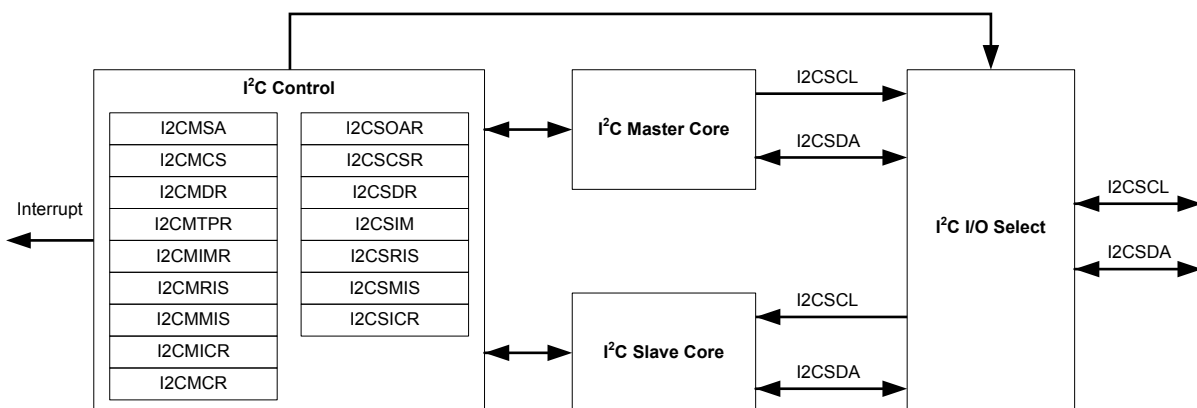 I²C Control
I2CMSA
I2CMCS
I2CMDR
I2CMTPR
I2CMIMR
I2CMRIS
I2CMMIS
I2CMICR
I2CMCR
I2CSOAR
I2CSCSR
I2CSDR
I2CSIM
I2CSRIS
I2CSMIS
I2CSICR
Interrupt
I²C Master Core
I2CSCL
I2CSDA
I²C Slave Core
I2CSCL
I2CSDA
I²C I/O Select
I2CSCL
I2CSDA